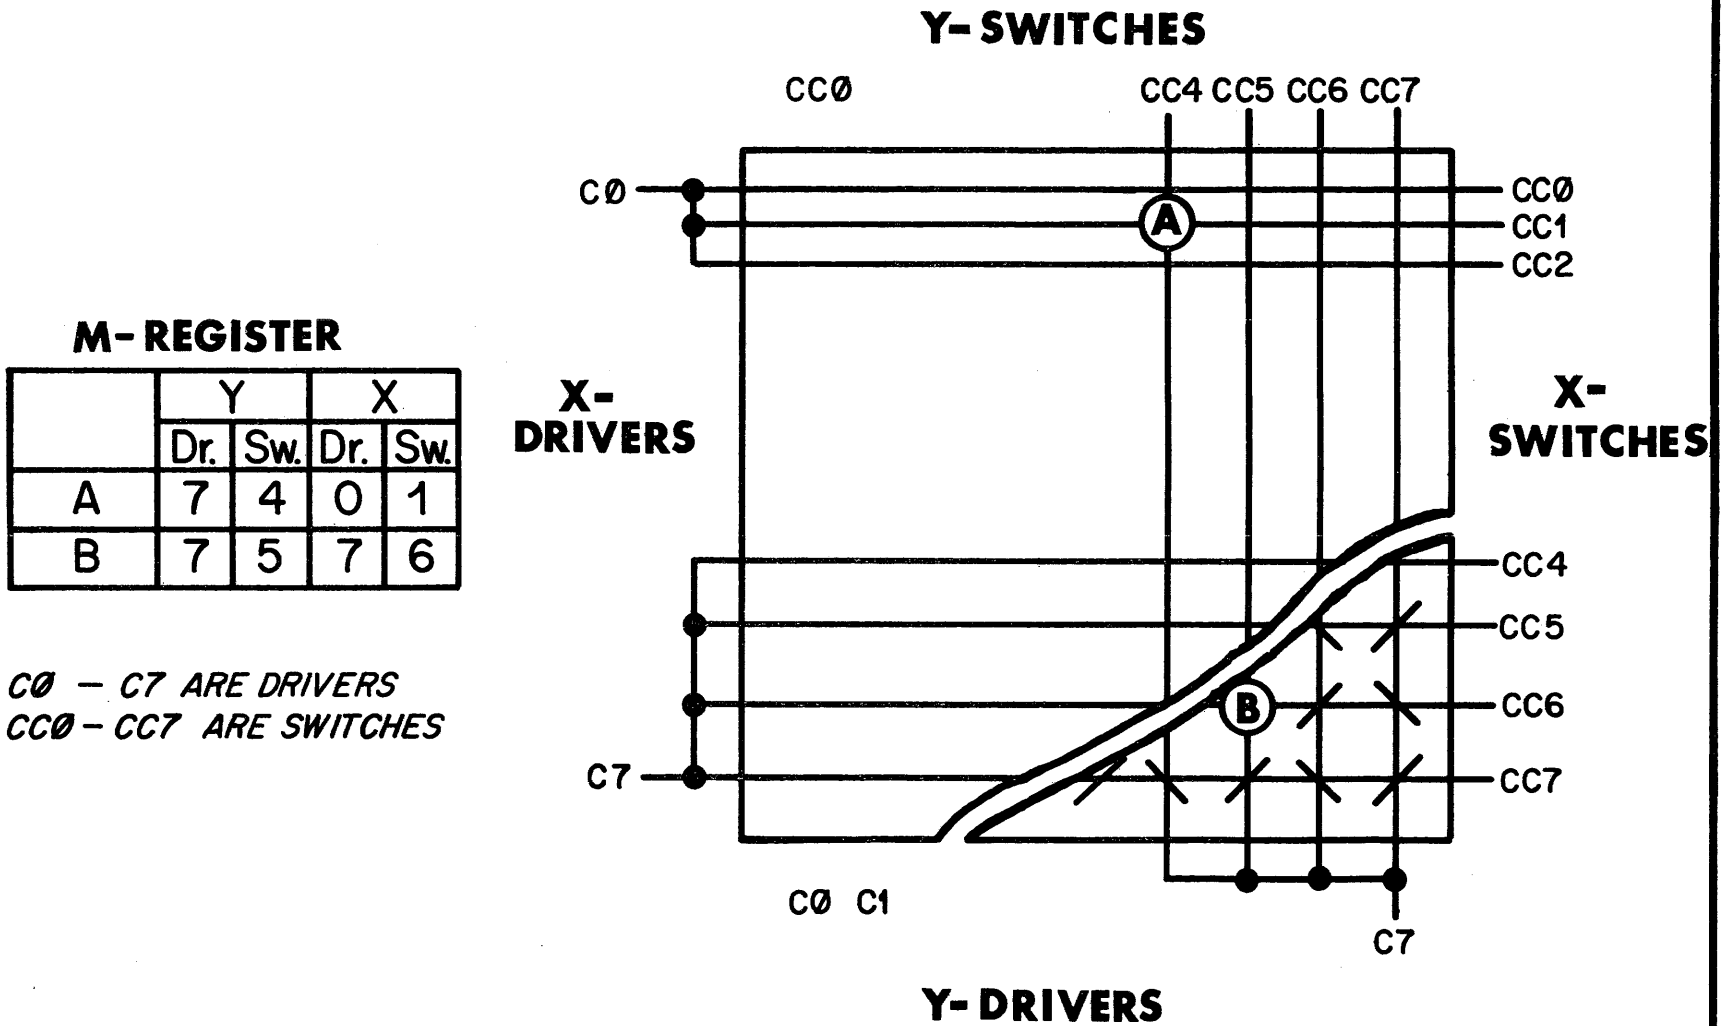 Y- SWITCHES
CCØ CC4 CC5 CC6 CC7
CØ CCØ
A CC1
CC2
M- REGISTER
Y X
Dr. Sw. Dr. Sw.
A 7 4 0 1
B 7 5 7 6
X-
DRIVERS
X-
SWITCHES
CC4
CC5
B CC6
C7 CC7
CØ – C7 ARE DRIVERS
CCØ – CC7 ARE SWITCHES
CØ C1
C7
Y- DRIVERS